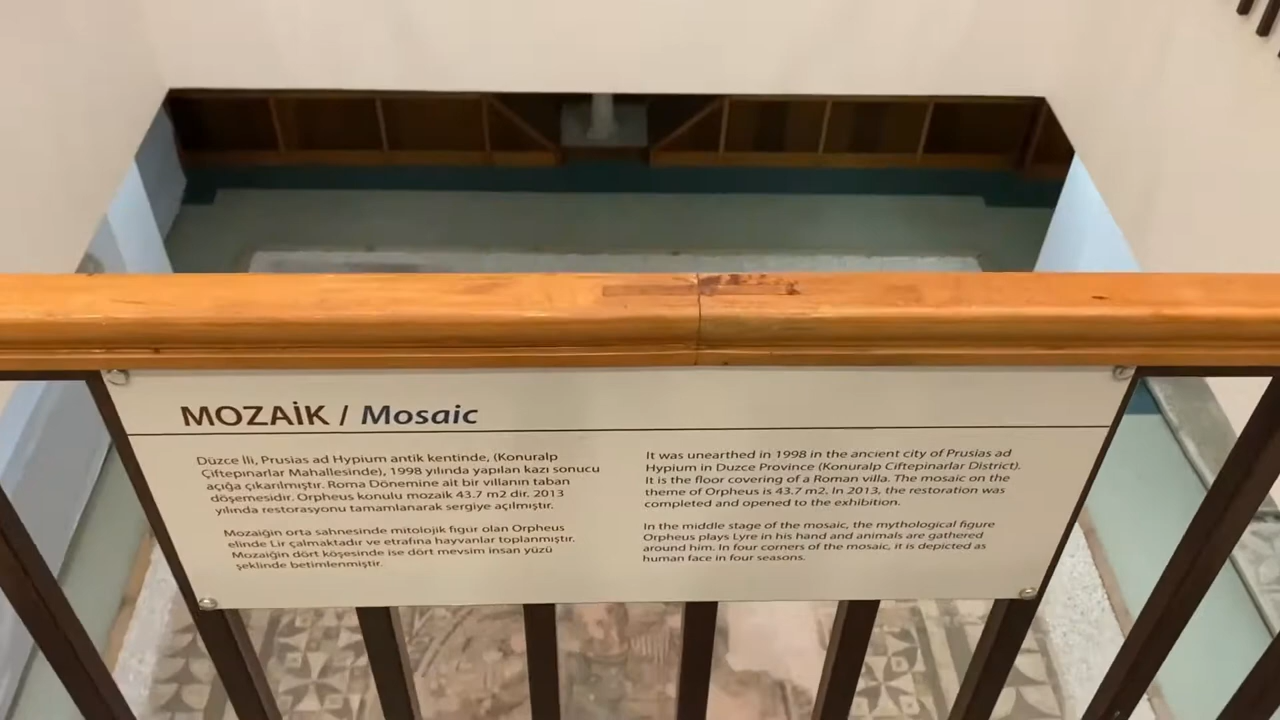 MOZAİK / Mosaic
Düzce İli, Prusias ad Hypium antik kentinde, (Konuralp
Çiftepınarlar Mahallesinde), 1998 yılında yapılan kazı sonucu
açığa çıkarılmıştır. Roma Dönemine ait bir villanın taban
döşemesidir. Orpheus konulu mozaik 43.7 m2 dir. 2013
yılında restorasyonu tamamlanarak sergiye açılmıştır.
Mozaiğin orta sahnesinde mitolojik figür olan Orpheus
elinde Lir çalmaktadır ve etrafına hayvanlar toplanmıştır.
Mozaiğin dört köşesinde ise dört mevsim insan yüzü
şeklinde betimlenmiştir.
It was unearthed in 1998 in the ancient city of Prusias ad
Hypium in Duzce Province (Konuralp Ciftepinarlar District).
It is the floor covering of a Roman villa. The mosaic on the
theme of Orpheus is 43.7 m2, In 2013, the restoration was
completed and opened to the exhibition.
In the middle stage of the mosaic, the mythological figure
Orpheus plays Lyre in his hand and animals are gathered
around him. In four corners of the mosaic, it is depicted as
human face in four seasons.